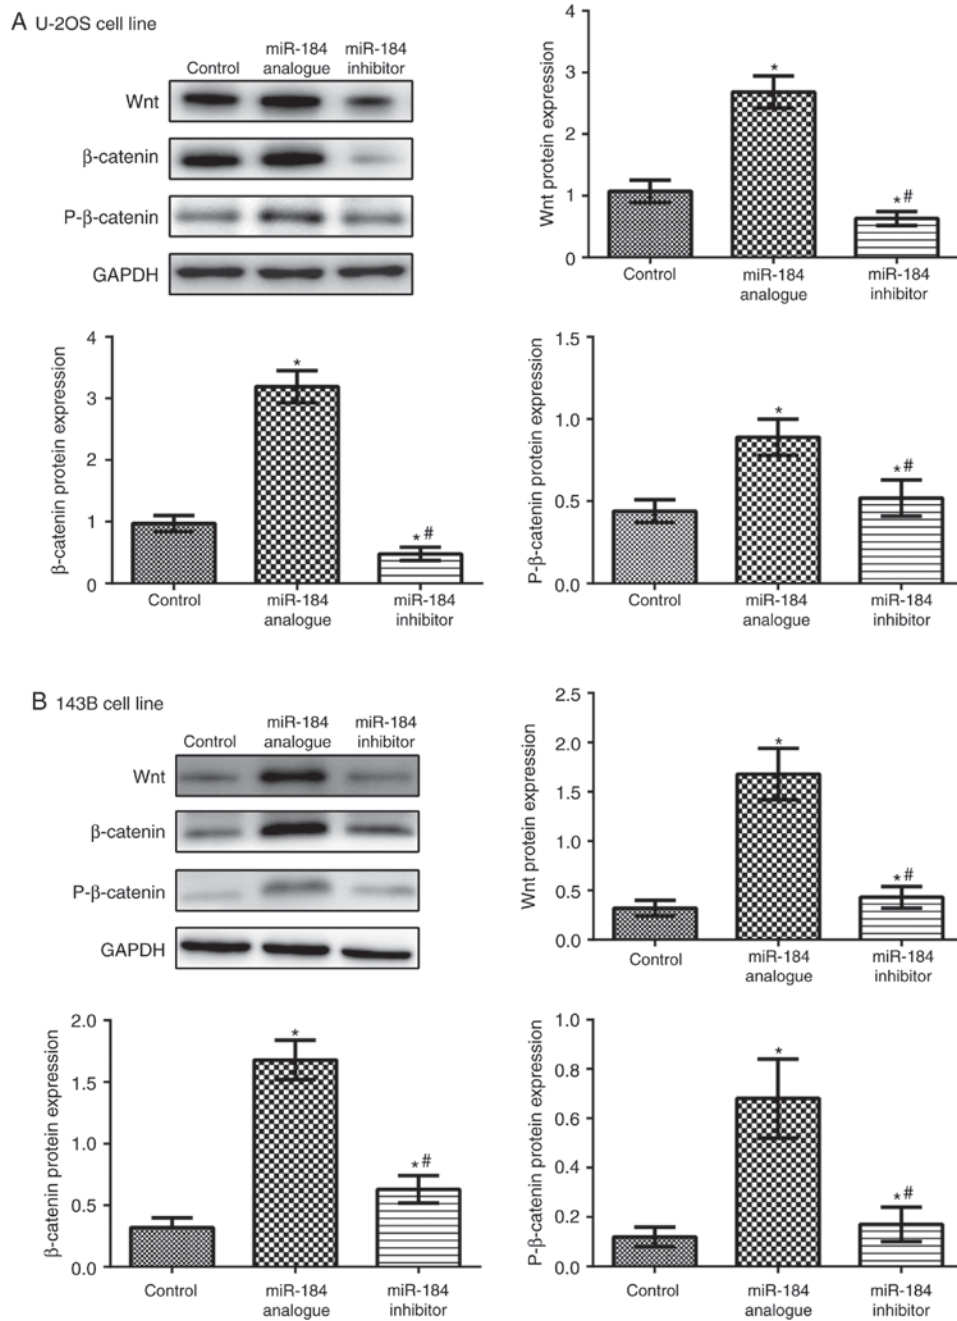 A U-2OS cell line
Control
miR-184
analogue
miR-184
inhibitor
Wnt
β-catenin
P-β-catenin
GAPDH
Wnt protein expression
4
3
2
1
0
*
* #
Control
miR-184
analogue
miR-184
inhibitor
β-catenin protein expression
4
3
2
1
0
*
* #
Control
miR-184
analogue
miR-184
inhibitor
P-β-catenin protein expression
1.5
1.0
0.5
0.0
*
* #
Control
miR-184
analogue
miR-184
inhibitor
B 143B cell line
Control
miR-184
analogue
miR-184
inhibitor
Wnt
β-catenin
P-β-catenin
GAPDH
Wnt protein expression
2.5
2.0
1.5
1.0
0.5
0.0
*
* #
Control
miR-184
analogue
miR-184
inhibitor
β-catenin protein expression
2.0
1.5
1.0
0.5
0.0
*
* #
Control
miR-184
analogue
miR-184
inhibitor
P-β-catenin protein expression
1.0
0.8
0.6
0.4
0.2
0.0
*
* #
Control
miR-184
analogue
miR-184
inhibitor